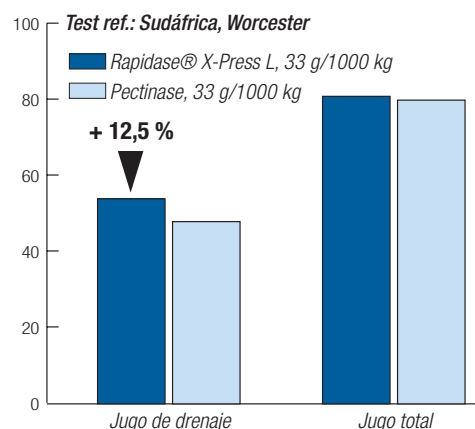 100
Test ref.: Sudáfrica, Worcester
Rapidase® X-Press L, 33 g/1000 kg
Pectinase, 33 g/1000 kg
80
+ 12,5 %
60
40
20
0
Jugo de drenaje
Jugo total